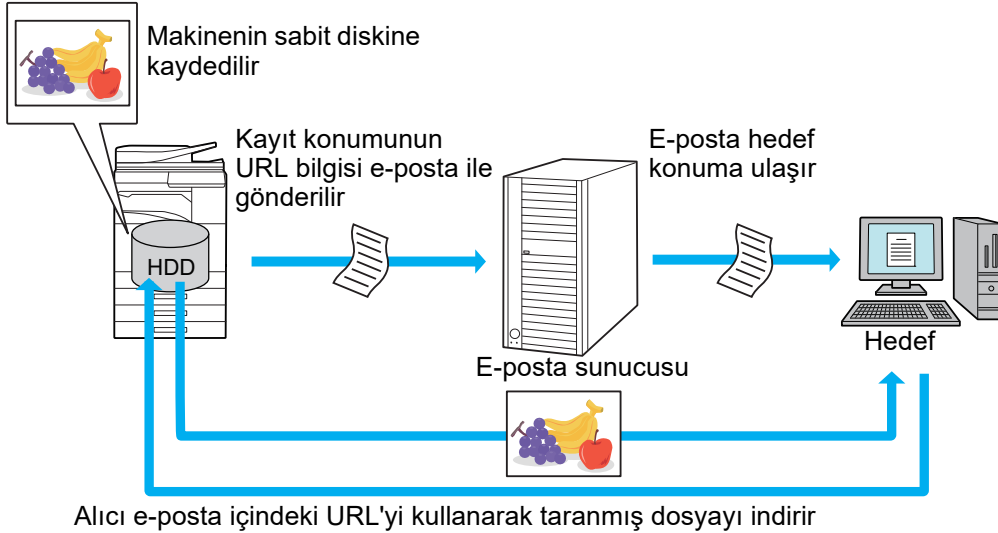 Makinenin sabit diskine
kaydedilir
Kayıt konumunun
URL bilgisi e-posta ile
gönderilir
E-posta hedef
konuma ulaşır
HDD
Hedef
E-posta sunucusu
Alıcı e-posta içindeki URL'yi kullanarak taranmış dosyayı indirir